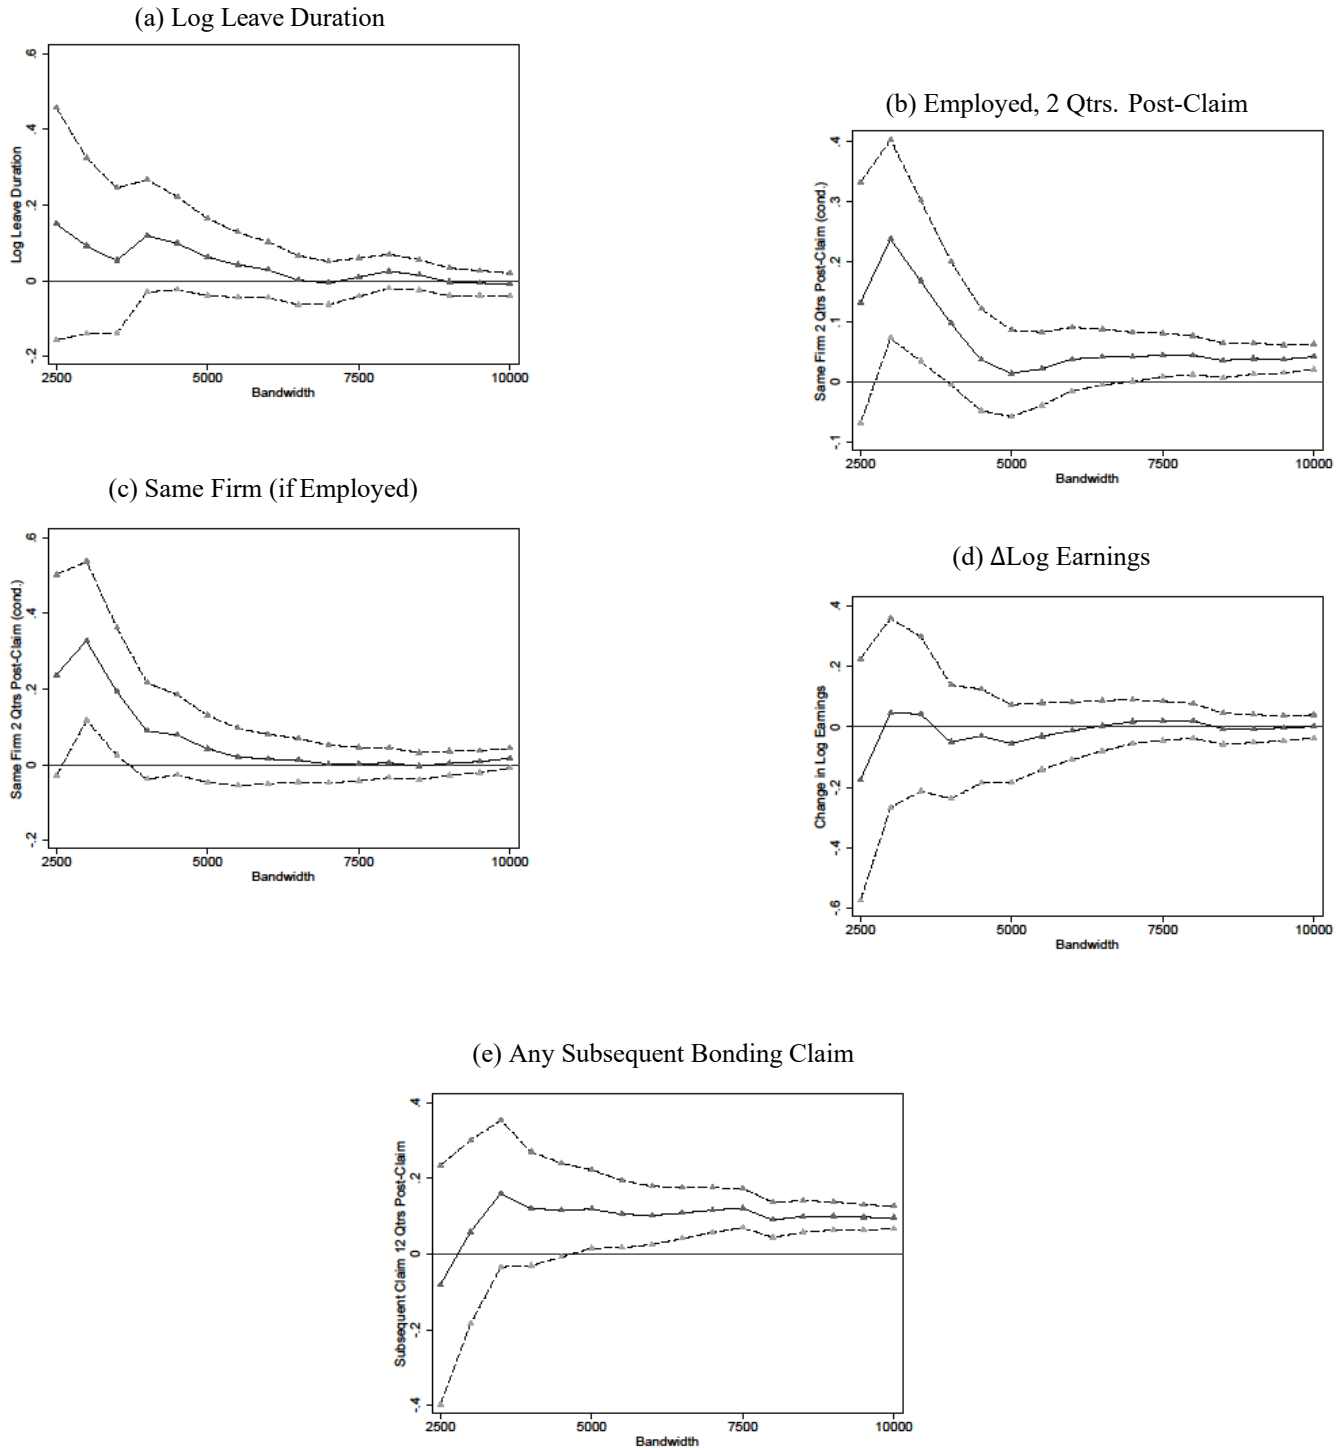 (a) Log Leave Duration
.6
.4
.2
0
-.2
Log Leave Duration
2500 5000 7500 10000
Bandwidth
(b) Employed, 2 Qtrs. Post-Claim
.4
.3
.2
.1
0
-.1
Same Firm 2 Qtrs Post-Claim (cond.)
2500 5000 7500 10000
Bandwidth
(c) Same Firm (if Employed)
.6
.4
.2
0
-.2
Same Firm 2 Qtrs Post-Claim (cond.)
2500 5000 7500 10000
Bandwidth
(d) ΔLog Earnings
.4
.2
0
-.2
-.4
-.6
Change in Log Earnings
2500 5000 7500 10000
Bandwidth
(e) Any Subsequent Bonding Claim
.4
.2
0
-.2
-.4
Subsequent Claim 12 Qtrs Post-Claim
2500 5000 7500 10000
Bandwidth